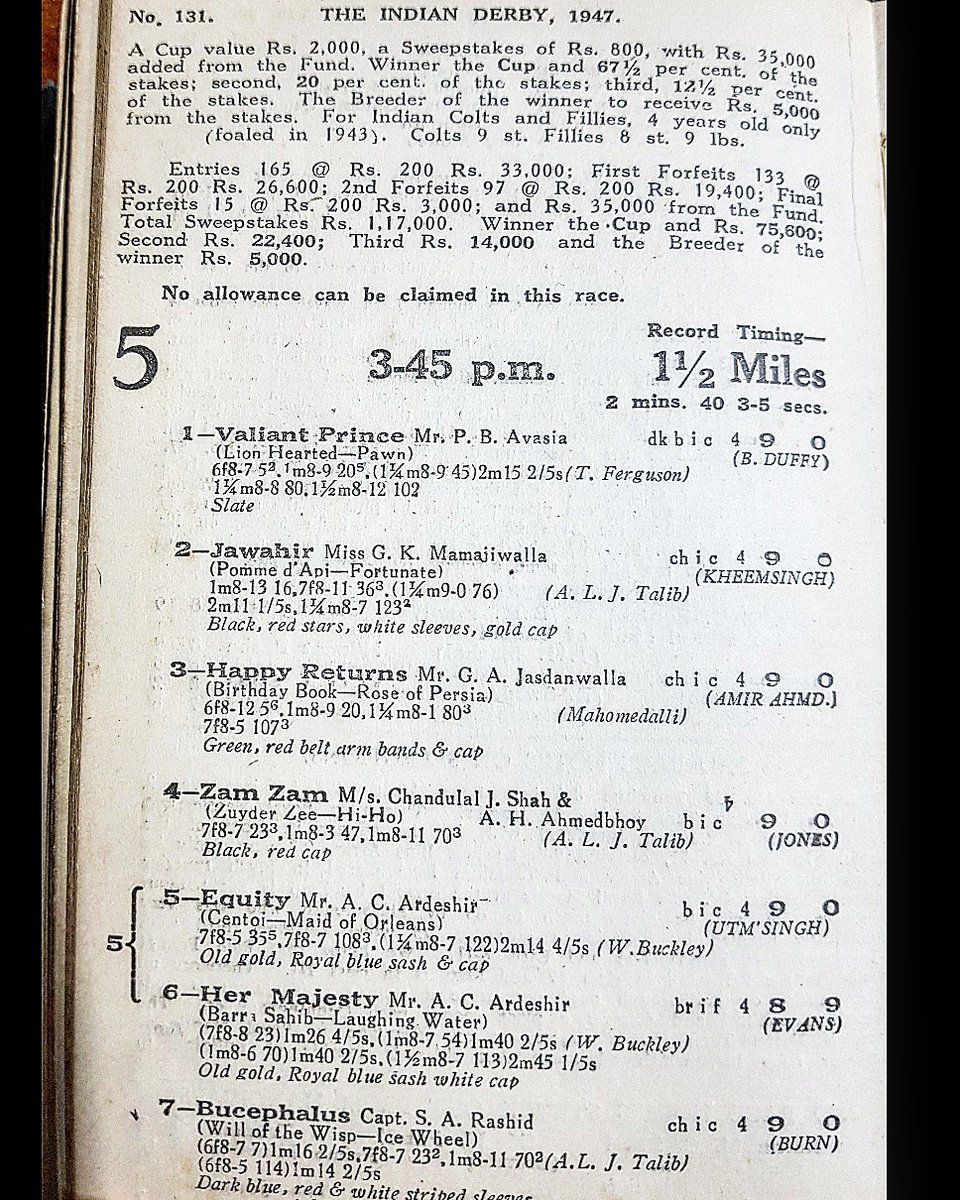 No. 131. THE INDIAN DERBY, 1947.
A Cup value Rs. 2,000, a Sweepstakes of Rs. 800, with Rs. 35,000
added from the Fund. Winner the Cup and 67½ per cent. of the
stakes; second, 20 per cent. of the stakes; third, 12½ per cent.
of the stakes. The Breeder of the winner to receive Rs. 5,000
from the stakes. For Indian Colts and Fillies, 4 years old only
(foaled in 1943). Colts 9 st. Fillies 8 st. 9 lbs.
Entries 165 @ Rs. 200 Rs. 33,000; First Forfeits 133 @
Rs. 200 Rs. 26,600; 2nd Forfeits 97 @ Rs. 200 Rs. 19,400; Final
Forfeits 15 @ Rs. 200 Rs. 3,000; and Rs. 35,000 from the Fund.
Total Sweepstakes Rs. 1,17,000. Winner the Cup and Rs. 75,600;
Second Rs. 22,400; Third Rs. 14,000 and the Breeder of the
winner Rs. 5,000.
No allowance can be claimed in this race.
Record Timing—
5 3-45 p.m. 1½ Miles
2 mins. 40 3-5 secs.
1—Valiant Prince Mr. P. B. Avasia dk b i c 4 9 0
(Lion Hearted—Pawn) (B. DUFFY)
6f8-7 5²,1m8-9 20⁵,(1¼m8-9 45)2m15 2/5s (T. Ferguson)
1¼m8-8 80,1½m8-12 102
Slate
2—Jawahir Miss G. K. Mamajiwalla ch i c 4 9 0
(Pomme d'Api—Fortunate) (KHEEMSINGH)
1m8-13 16,7f8-11 36³,(1¼m9-0 76) (A. L. J. Talib)
2m11 1/5s,1¼m8-7 123²
Black, red stars, white sleeves, gold cap
3—Happy Returns Mr. G. A. Jasdanwalla ch i c 4 9 0
(Birthday Book—Rose of Persia) (AMIR AHMD.)
6f8-12 5⁶,1m8-9 20,1¼m8-1 80³ (Mahomedalli)
7f8-5 107³
Green, red belt arm bands & cap
4—Zam Zam M/s. Chandulal J. Shah & 4
(Zuyder Zee—Hi-Ho) A. H. Ahmedbhoy b i c 9 0
7f8-7 23³,1m8-3 47,1m8-11 70³ (A. L. J. Talib) (JONES)
Black, red cap
5—Equity Mr. A. C. Ardeshir b i c 4 9 0
(Centoi—Maid of Orleans) (UTM'SINGH)
5 7f8-5 35⁵,7f8-7 108³,(1¼m8-7 122)2m14 4/5s (W. Buckley)
Old gold, Royal blue sash & cap
6—Her Majesty Mr. A. C. Ardeshir br i f 4 8 9
(Barra Sahib—Laughing Water) (EVANS)
(7f8-8 23)1m26 4/5s,(1m8-7 54)1m40 2/5s (W. Buckley)
(1m8-6 70)1m40 2/5s,(1½m8-7 113)2m45 1/5s
Old gold, Royal blue sash white cap
7—Bucephalus Capt. S. A. Rashid ch i c 4 9 0
(Will of the Wisp—Ice Wheel) (BURN)
(6f8-7 7)1m16 2/5s,7f8-7 23²,1m8-11 70² (A.L. J. Talib)
(6f8-5 114)1m14 2/5s
Dark blue, red & white striped sleeves